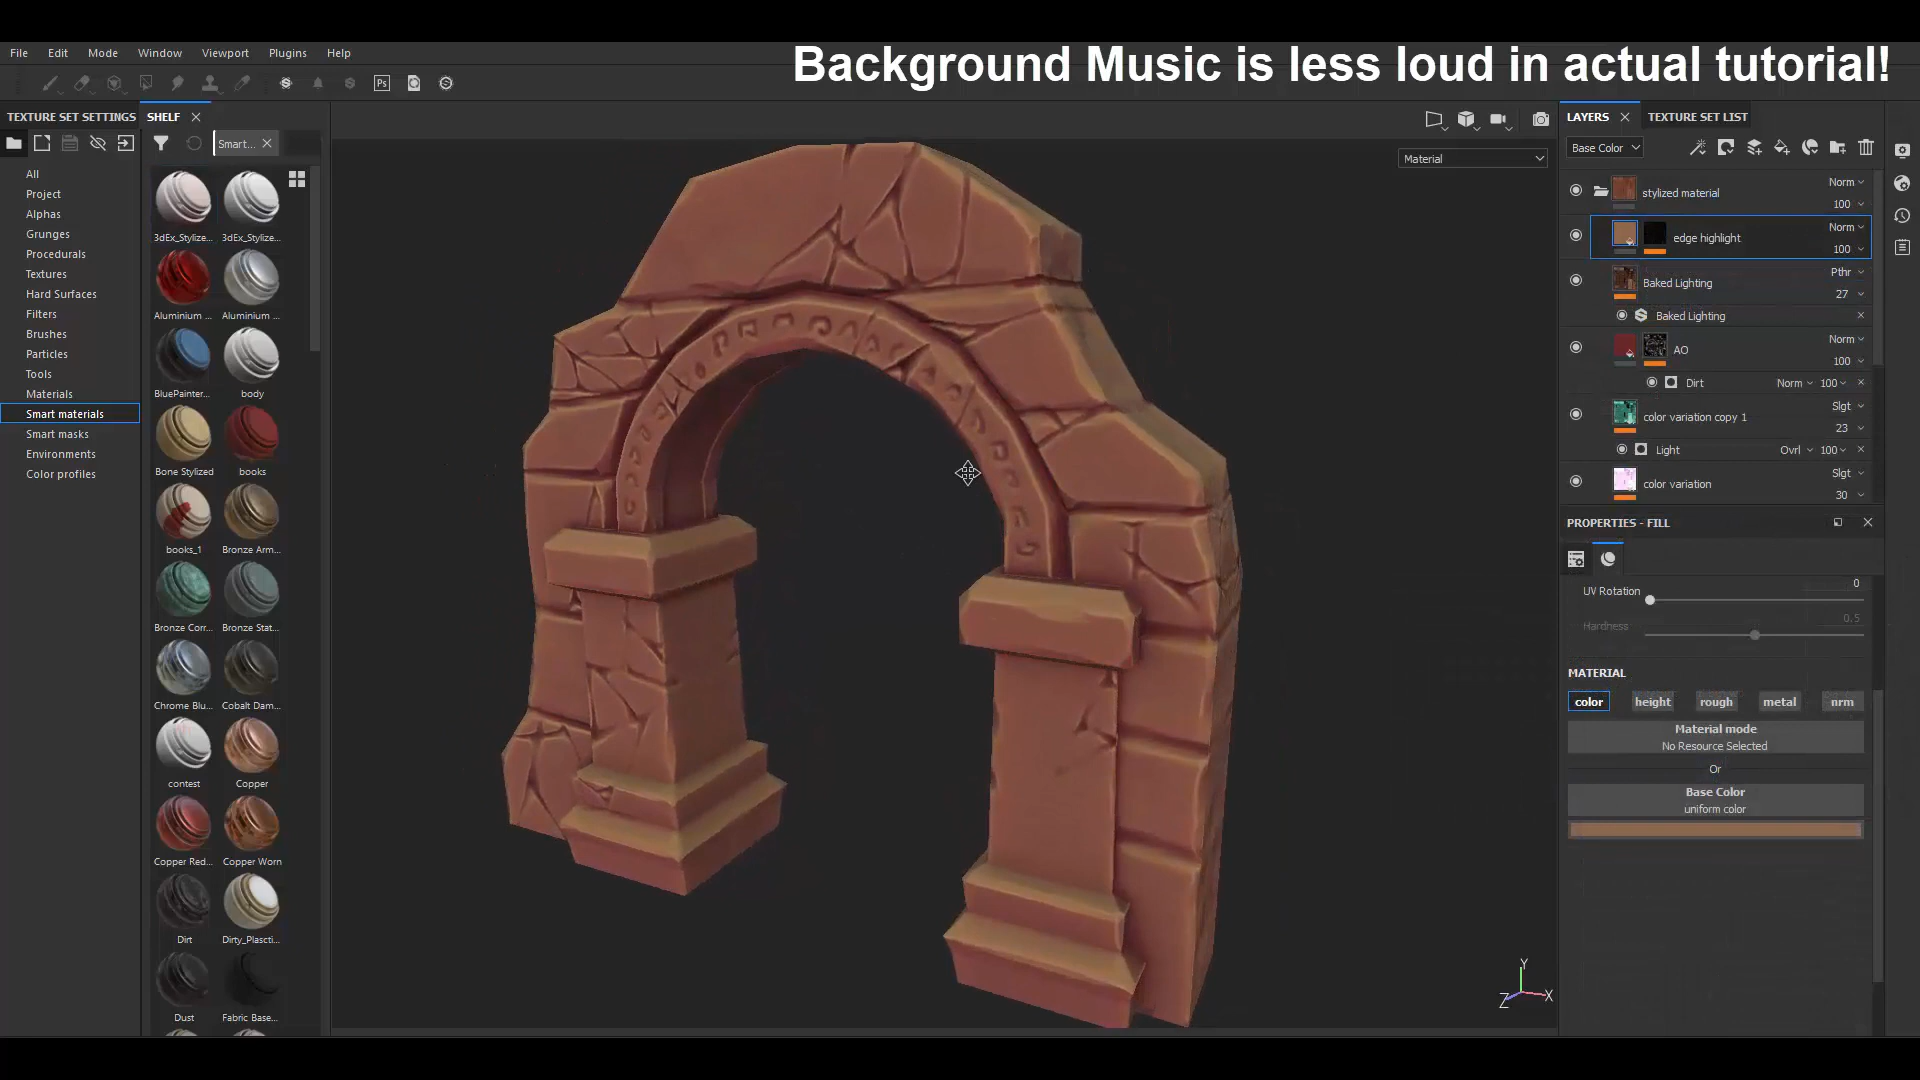 Background Music is less loud in actual tutorial!
File Edit Mode Window Viewport Plugins Help
Ps
TEXTURE SET SETTINGS
SHELF
Smart...
All
Project
Alphas
Grunges
Procedurals
Textures
Hard Surfaces
Filters
Brushes
Particles
Tools
Materials
Smart materials
Smart masks
Environments
Color profiles
3dEx_Stylize... 3dEx_Stylize...
Aluminium ... Aluminium ...
BluePainter... body
Bone Stylized books
books_1 Bronze Arm...
Bronze Corr... Bronze Stat...
Chrome Blu... Cobalt Dam...
contest Copper
Copper Red... Copper Worn
Dirt Dirty_Plascti...
Dust Fabric Base...
Material
Y
Z X
LAYERS TEXTURE SET LIST
Base Color
stylized material Norm 100
edge highlight Norm 100
Baked Lighting Pthr 27
Baked Lighting
AO Norm 100
Dirt Norm 100
color variation copy 1 Slgt 23
Light Ovrl 100
color variation Slgt 30
PROPERTIES - FILL
UV Rotation 0
Hardness 0.5
MATERIAL
color height rough metal nrm
Material mode
No Resource Selected
Or
Base Color
uniform color